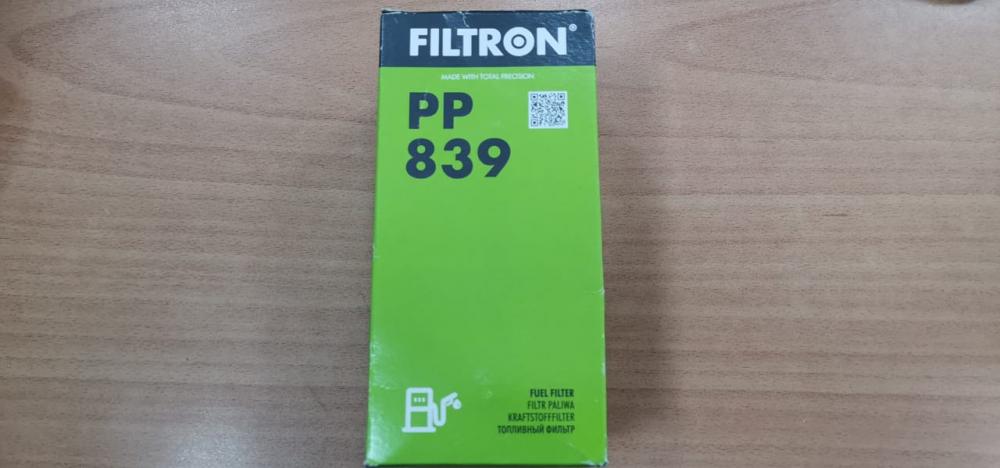 FILTRON®
MADE WITH TOTAL PRECISION
PP
839
FUEL FILTER
FILTR PALIWA
KRAFTSTOFFFILTER
ТОПЛИВНЫЙ ФИЛЬТР